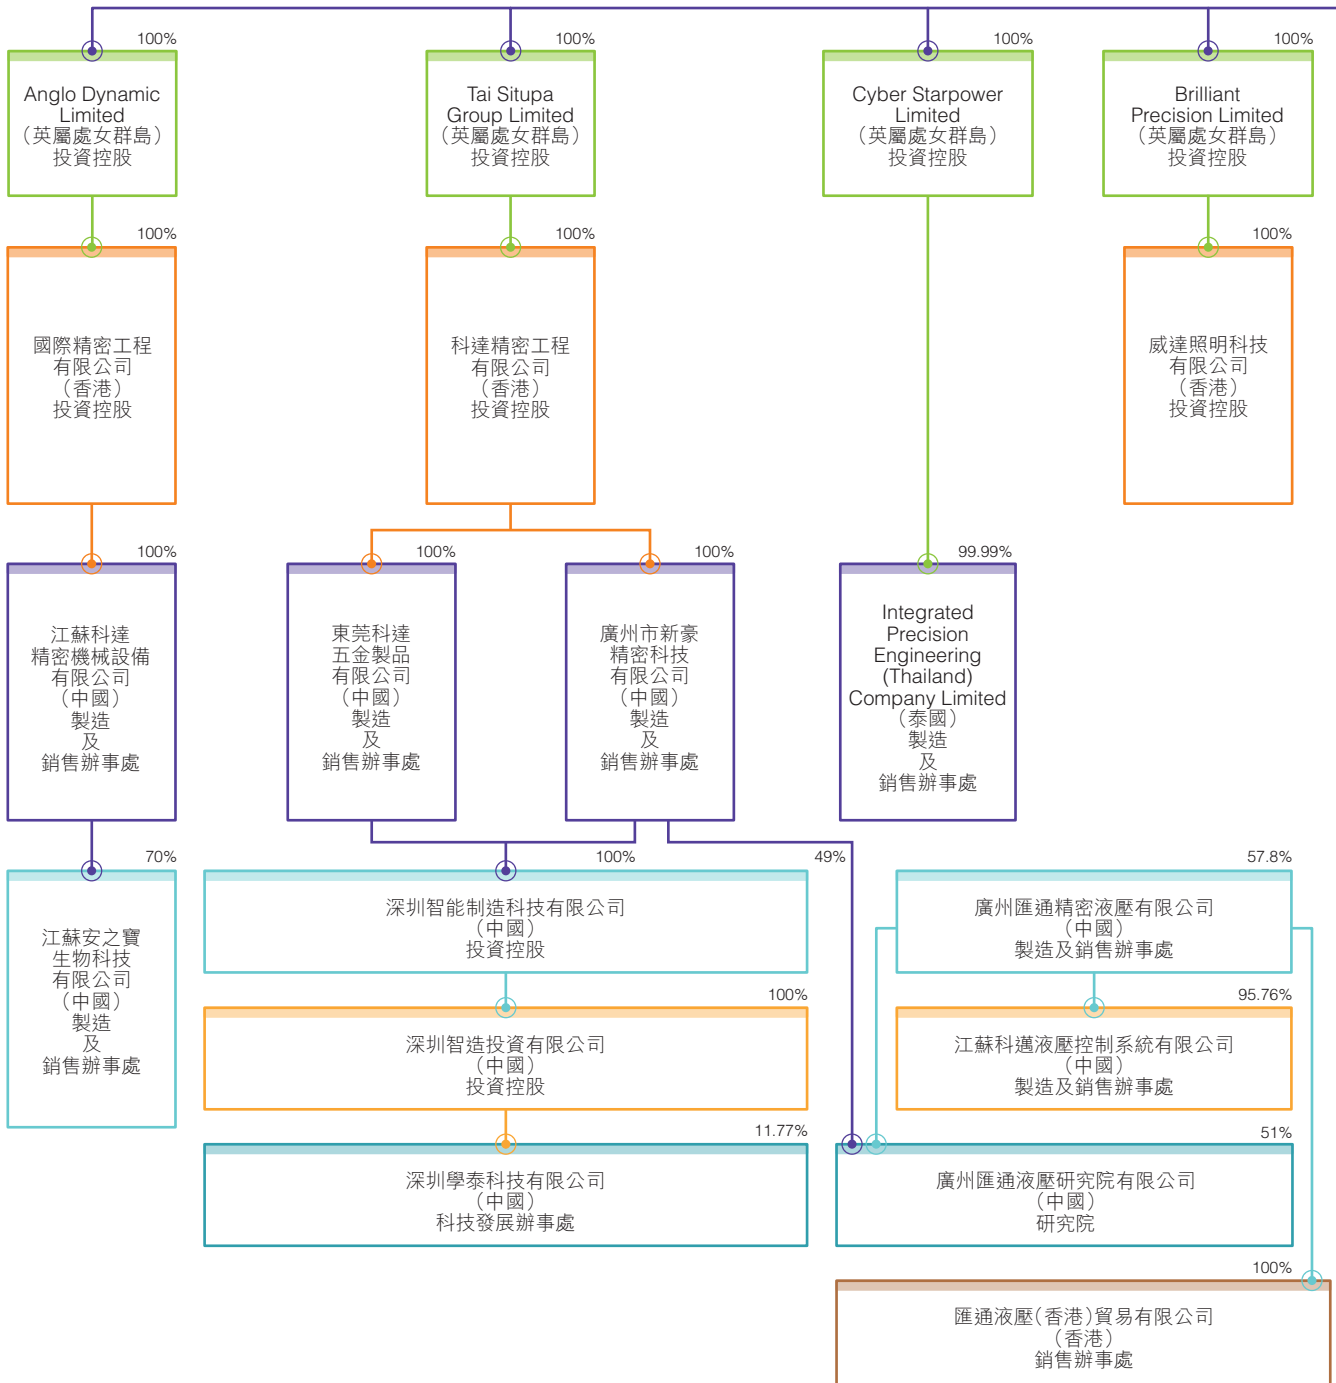 100%
Anglo Dynamic
Limited
（英屬處女群島）
投資控股
100%
Tai Situpa
Group Limited
（英屬處女群島）
投資控股
100%
Cyber Starpower
Limited
（英屬處女群島）
投資控股
100%
Brilliant
Precision Limited
（英屬處女群島）
投資控股
100%
國際精密工程
有限公司
（香港）
投資控股
100%
科達精密工程
有限公司
（香港）
投資控股
100%
威達照明科技
有限公司
（香港）
投資控股
100%
江蘇科達
精密機械設備
有限公司
（中國）
製造
及
銷售辦事處
100%
東莞科達
五金製品
有限公司
（中國）
製造
及
銷售辦事處
100%
廣州市新豪
精密科技
有限公司
（中國）
製造
及
銷售辦事處
99.99%
Integrated
Precision
Engineering
(Thailand)
Company Limited
（泰國）
製造
及
銷售辦事處
70%
江蘇安之寶
生物科技
有限公司
（中國）
製造
及
銷售辦事處
100%
深圳智能制造科技有限公司
（中國）
投資控股
49%
57.8%
廣州匯通精密液壓有限公司
（中國）
製造及銷售辦事處
100%
深圳智造投資有限公司
（中國）
投資控股
95.76%
江蘇科邁液壓控制系統有限公司
（中國）
製造及銷售辦事處
11.77%
深圳學泰科技有限公司
（中國）
科技發展辦事處
51%
廣州匯通液壓研究院有限公司
（中國）
研究院
100%
匯通液壓（香港）貿易有限公司
（香港）
銷售辦事處